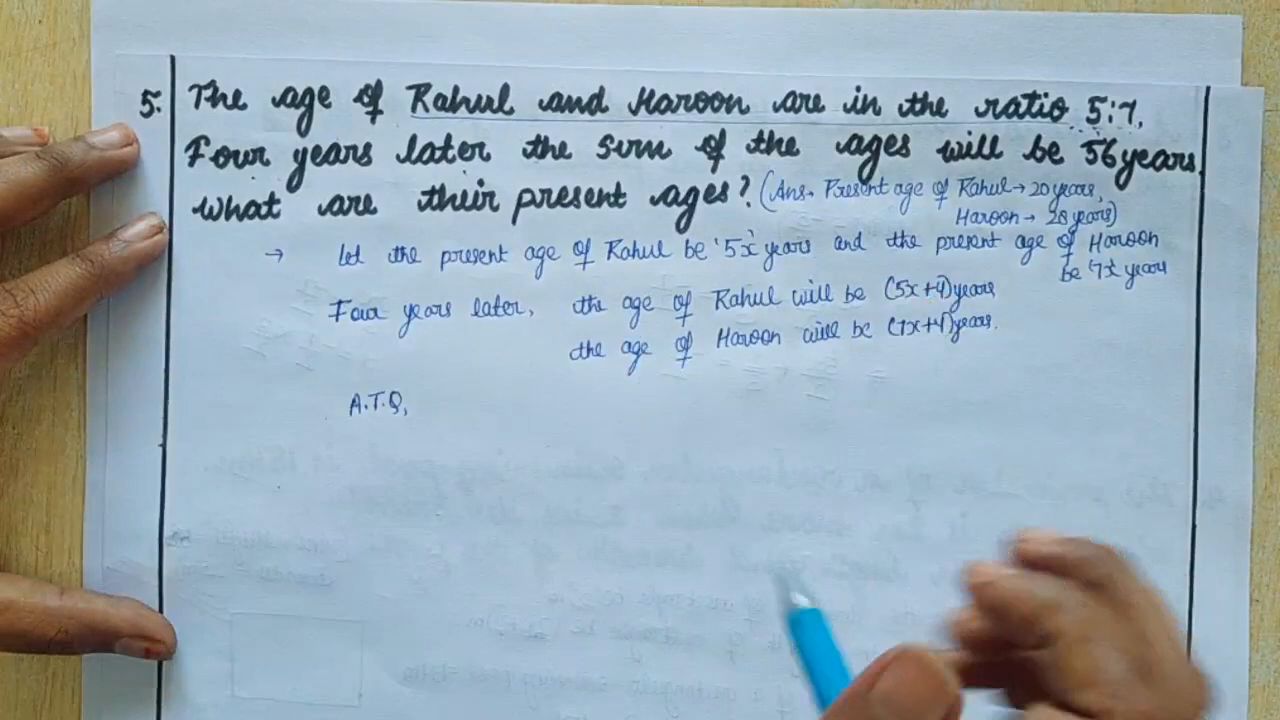 5. The age of Rahul and Haroon are in the ratio 5:7.
Four years later the sum of the ages will be 56 years.
What are their present ages? (Ans→ Present age of Rahul → 20 years,
Haroon → 28 years)
→ Let the present age of Rahul be '5x' years and the present age of Haroon
be '7x' years
Four years later, the age of Rahul will be (5x+4) years
the age of Haroon will be (7x+4) years.
A.T.Q,